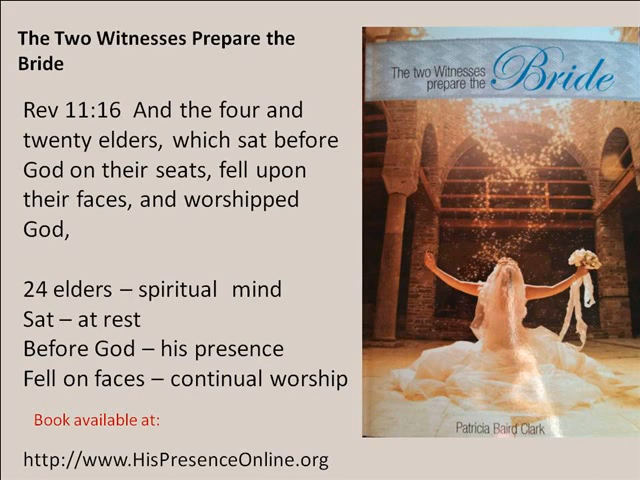 The Two Witnesses Prepare the
Bride
Rev 11:16  And the four and
twenty elders, which sat before
God on their seats, fell upon
their faces, and worshipped
God,
24 elders – spiritual  mind
Sat – at rest
Before God – his presence
Fell on faces – continual worship
Book available at:
http://www.HisPresenceOnline.org
The two Witnesses
prepare the Bride
Patricia Baird Clark